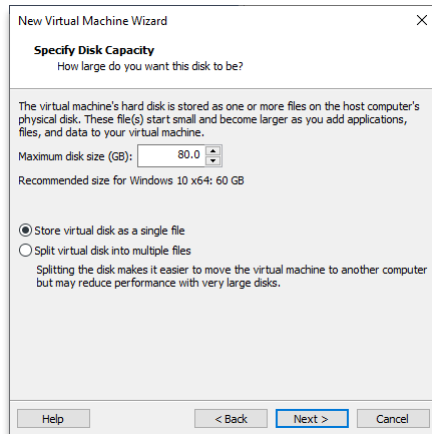 New Virtual Machine Wizard
Specify Disk Capacity
How large do you want this disk to be?
The virtual machine's hard disk is stored as one or more files on the host computer's
physical disk. These file(s) start small and become larger as you add applications,
files, and data to your virtual machine.
Maximum disk size (GB): 80.0
Recommended size for Windows 10 x64: 60 GB
Store virtual disk as a single file
Split virtual disk into multiple files
Splitting the disk makes it easier to move the virtual machine to another computer
but may reduce performance with very large disks.
Help < Back Next > Cancel